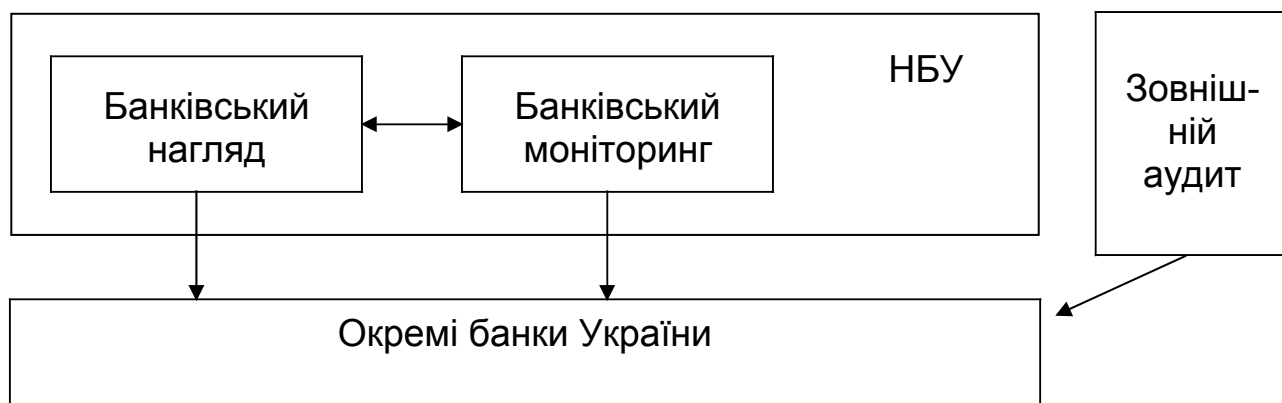 НБУ
Банківський
нагляд
Банківський
моніторинг
Зовніш-
ній
аудит
Окремі банки України